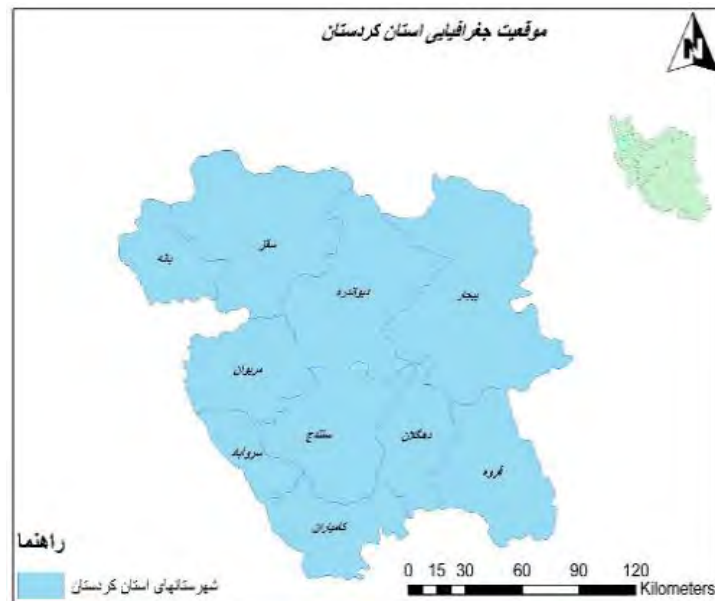 موقعیت جغرافیایی استان کردستان
N
سقز
بانه
دیواندره
بیجار
مریوان
سنندج
دهگلان
سروآباد
قروه
کامیاران
راهنما
شهرستانهای استان کردستان
0 15 30 60 90 120
Kilometers